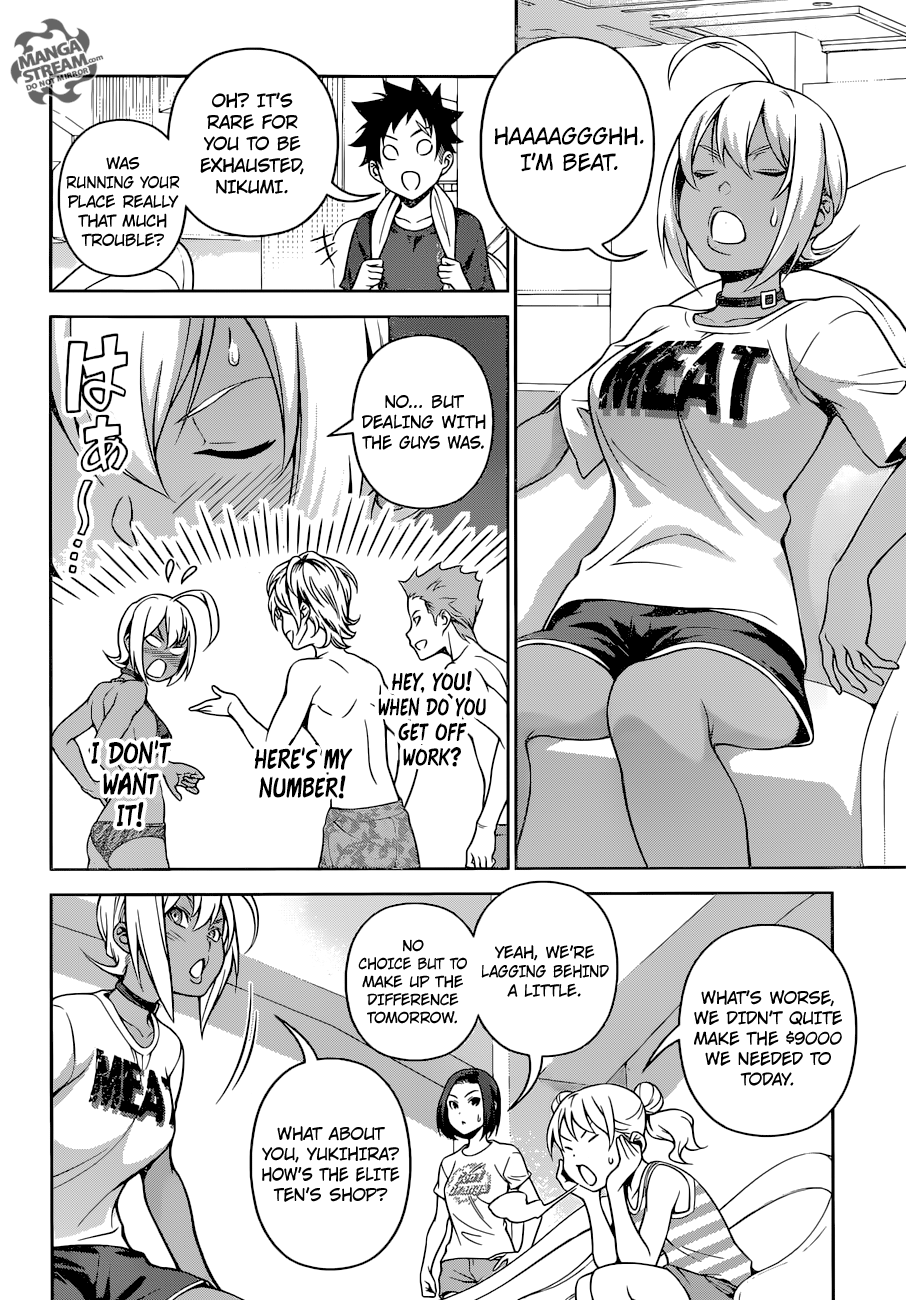 MANGA
STREAM.com
DO NOT MIRROR
HAAAAGGGHH.
I'M BEAT.
MEAT
OH? IT'S
RARE FOR
YOU TO BE
EXHAUSTED,
NIKUMI.
WAS
RUNNING YOUR
PLACE REALLY
THAT MUCH
TROUBLE?
NO... BUT
DEALING WITH
THE GUYS WAS.
はあ〜…
HEY, YOU!
WHEN DO YOU
GET OFF
WORK?
HERE'S MY
NUMBER!
I DON'T
WANT
IT!
WHAT'S WORSE,
WE DIDN'T QUITE
MAKE THE $9000
WE NEEDED TO
TODAY.
YEAH, WE'RE
LAGGING BEHIND
A LITTLE.
NO
CHOICE BUT TO
MAKE UP THE
DIFFERENCE
TOMORROW.
MEAT
WHAT ABOUT
YOU, YUKIHIRA?
HOW'S THE ELITE
TEN'S SHOP?